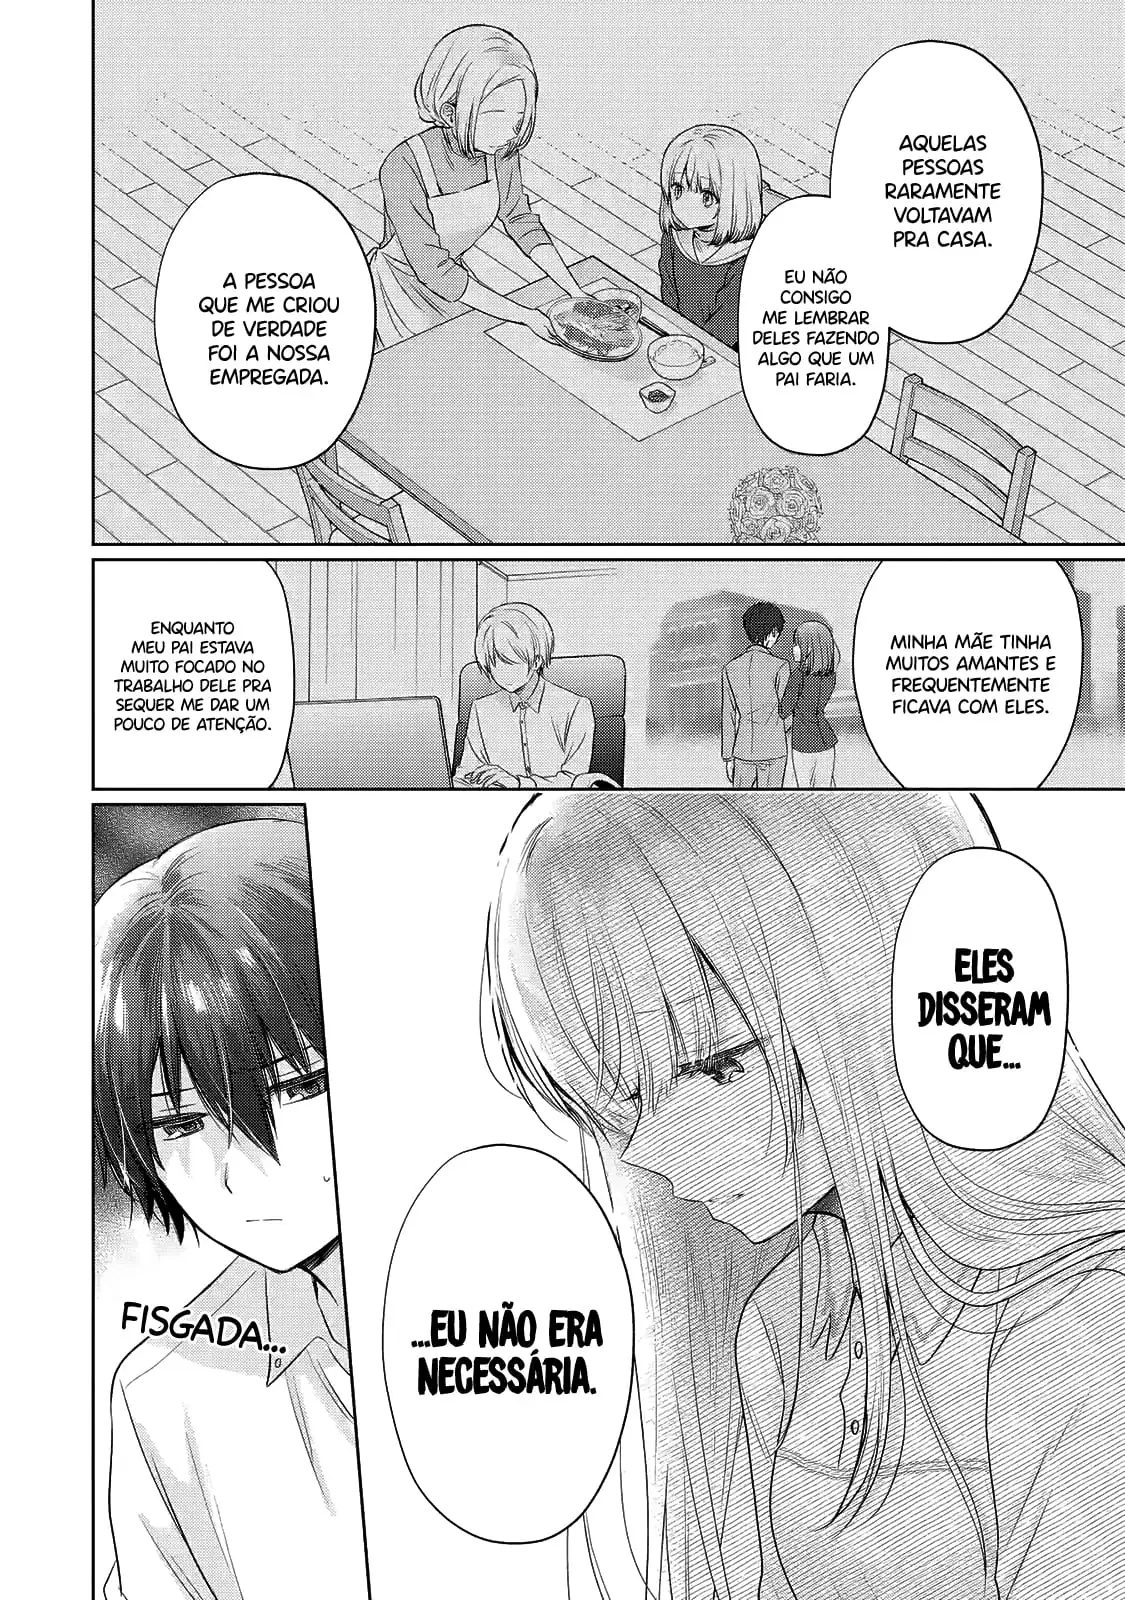 AQUELAS
PESSOAS
RARAMENTE
VOLTAVAM
PRA CASA.
EU NÃO
CONSIGO
ME LEMBRAR
DELES FAZENDO
ALGO QUE UM
PAI FARIA.
A PESSOA
QUE ME CRIOU
DE VERDADE
FOI A NOSSA
EMPREGADA.
MINHA MÃE TINHA
MUITOS AMANTES E
FREQUENTEMENTE
FICAVA COM ELES.
ENQUANTO
MEU PAI ESTAVA
MUITO FOCADO NO
TRABALHO DELE PRA
SEQUER ME DAR UM
POUCO DE ATENÇÃO.
ELES
DISSERAM
QUE...
...EU NÃO ERA
NECESSÁRIA.
FISGADA...